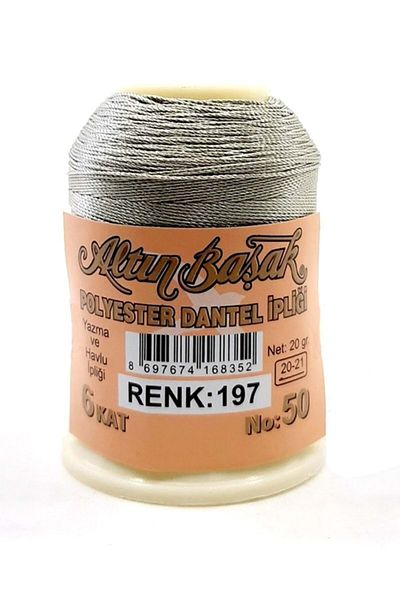 Altın Başak
POLYESTER DANTEL İPLİĞİ
Yazma
ve
Havlu
İpliği
8 697674 168352
Net: 20 gr.
20-21
RENK:197
6 KAT
No:50